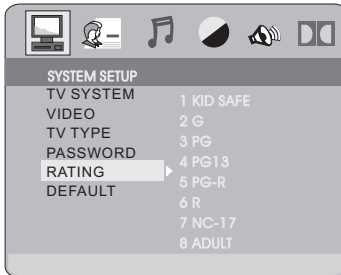 SYSTEM SETUP
TV SYSTEM
VIDEO
TV TYPE
PASSWORD
RATING
DEFAULT
1 KID SAFE
2 G
3 PG
4 PG13
5 PG-R
6 R
7 NC-17
8 ADULT